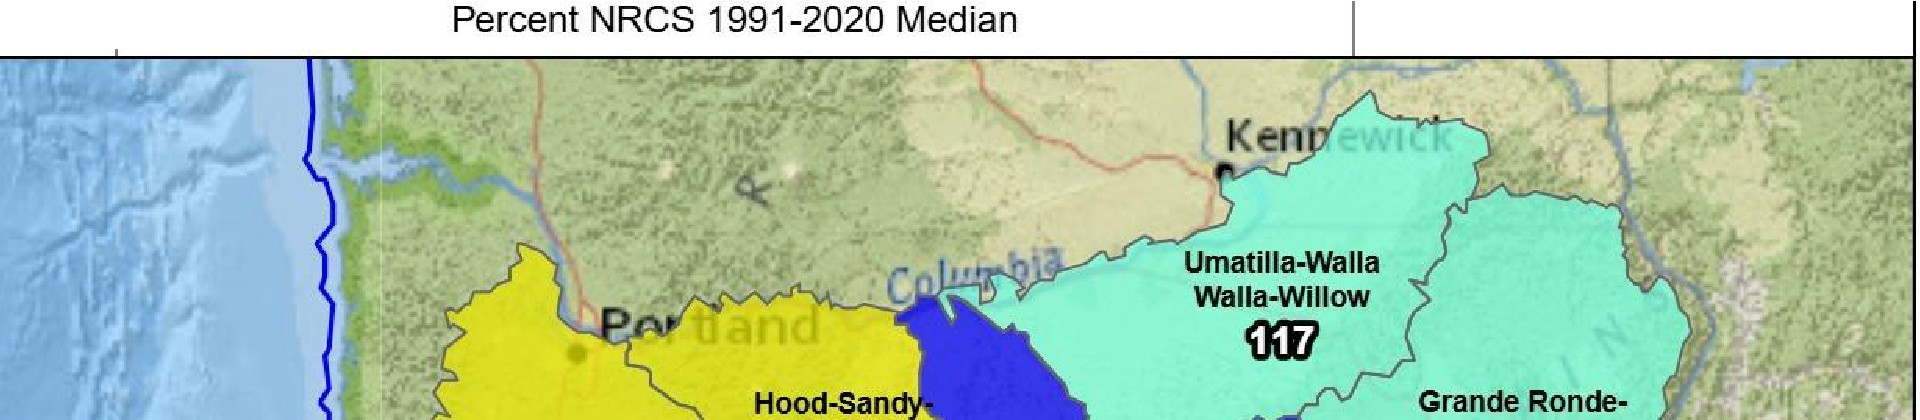 Percent NRCS 1991-2020 Median
Kennewick
R
Columbia
Umatilla-Walla
Walla-Willow
117
Portland
I N S
Hood-Sandy-
Grande Ronde-